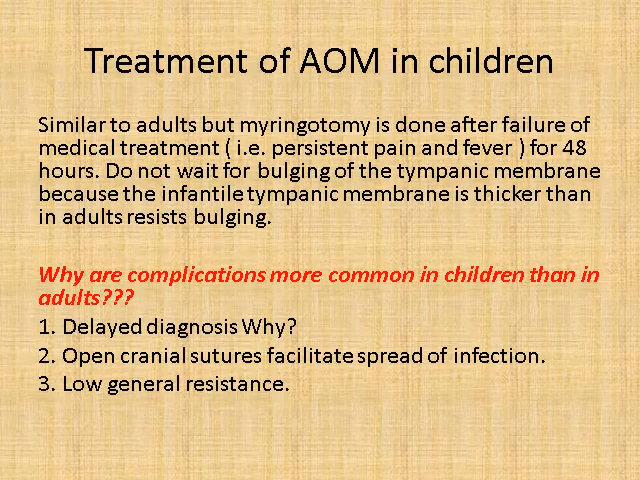 Treatment of AOM in children
Similar to adults but myringotomy is done after failure of
medical treatment ( i.e. persistent pain and fever ) for 48
hours. Do not wait for bulging of the tympanic membrane
because the infantile tympanic membrane is thicker than
in adults resists bulging.
Why are complications more common in children than in
adults???
1. Delayed diagnosis Why?
2. Open cranial sutures facilitate spread of infection.
3. Low general resistance.